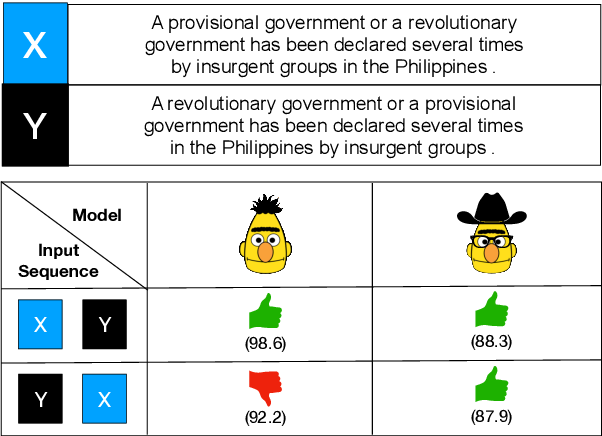 X
A provisional government or a revolutionary
government has been declared several times
by insurgent groups in the Philippines .
Y
A revolutionary government or a provisional
government has been declared several times
in the Philippines by insurgent groups .
Model
Input
Sequence
X Y
(98.6)
(88.3)
Y X
(92.2)
(87.9)